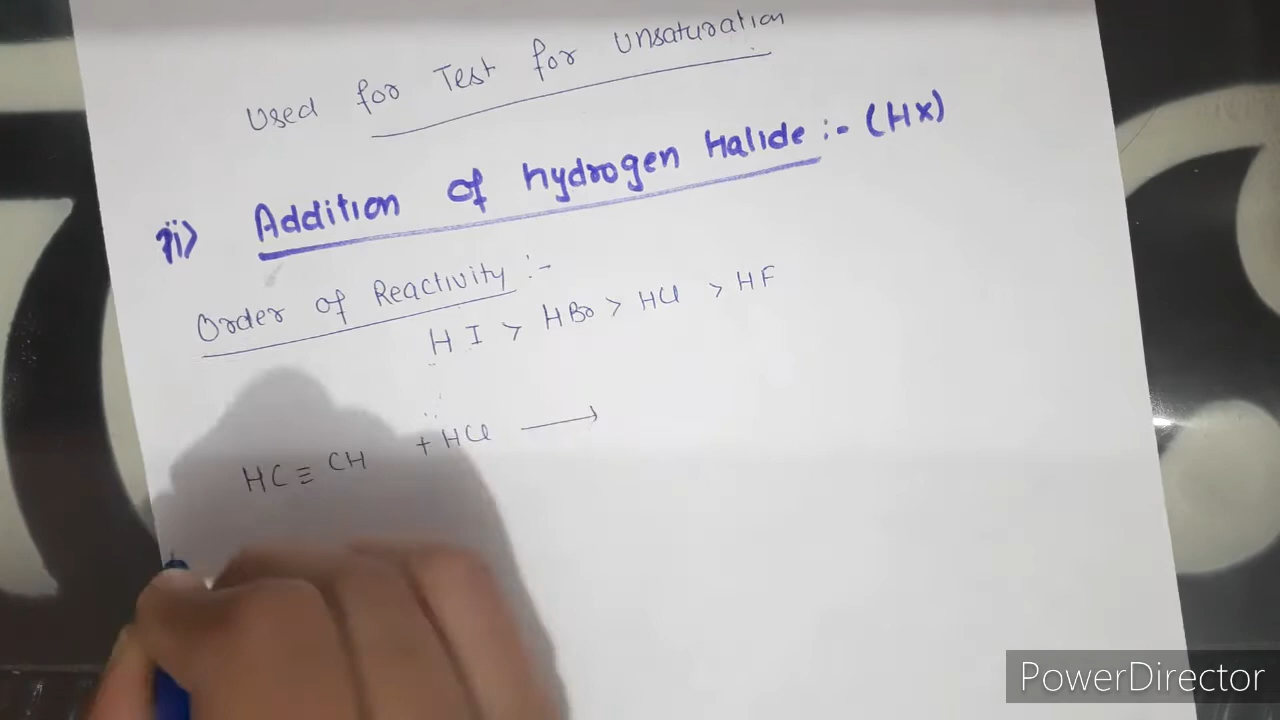 Used for Test for Unsaturation
ii) Addition of hydrogen Halide :- (HX)
Order of Reactivity :-
HI > HBr > HCl > HF
HC ≡ CH + HCl ⟶
PowerDirector